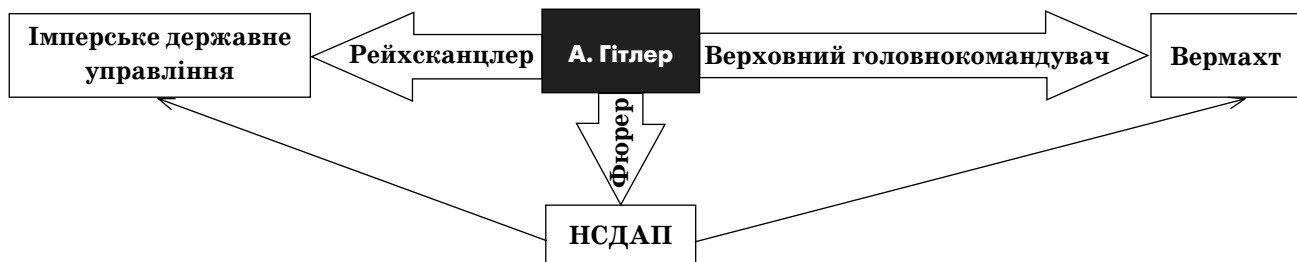 Імперське державне
управління
Рейхсканцлер
А. Гітлер
Верховний головнокомандувач
Вермахт
Фюрер
НСДАП